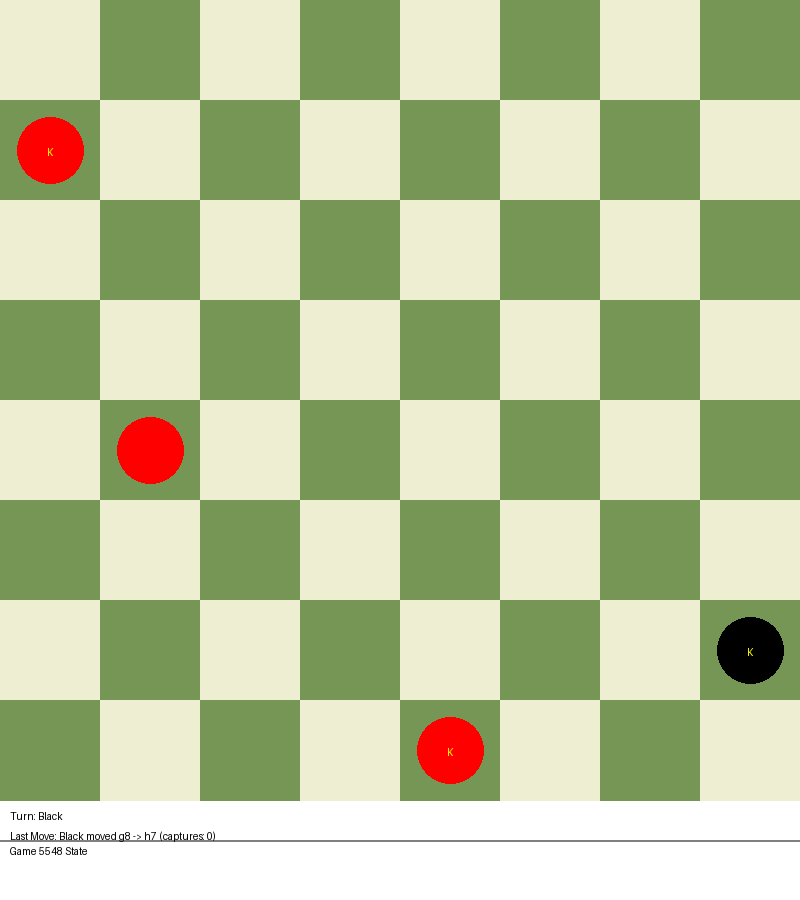 K
K
K
Turn: Black
Last Move: Black moved g8 -> h7 (captures: 0)
Game 5548 State